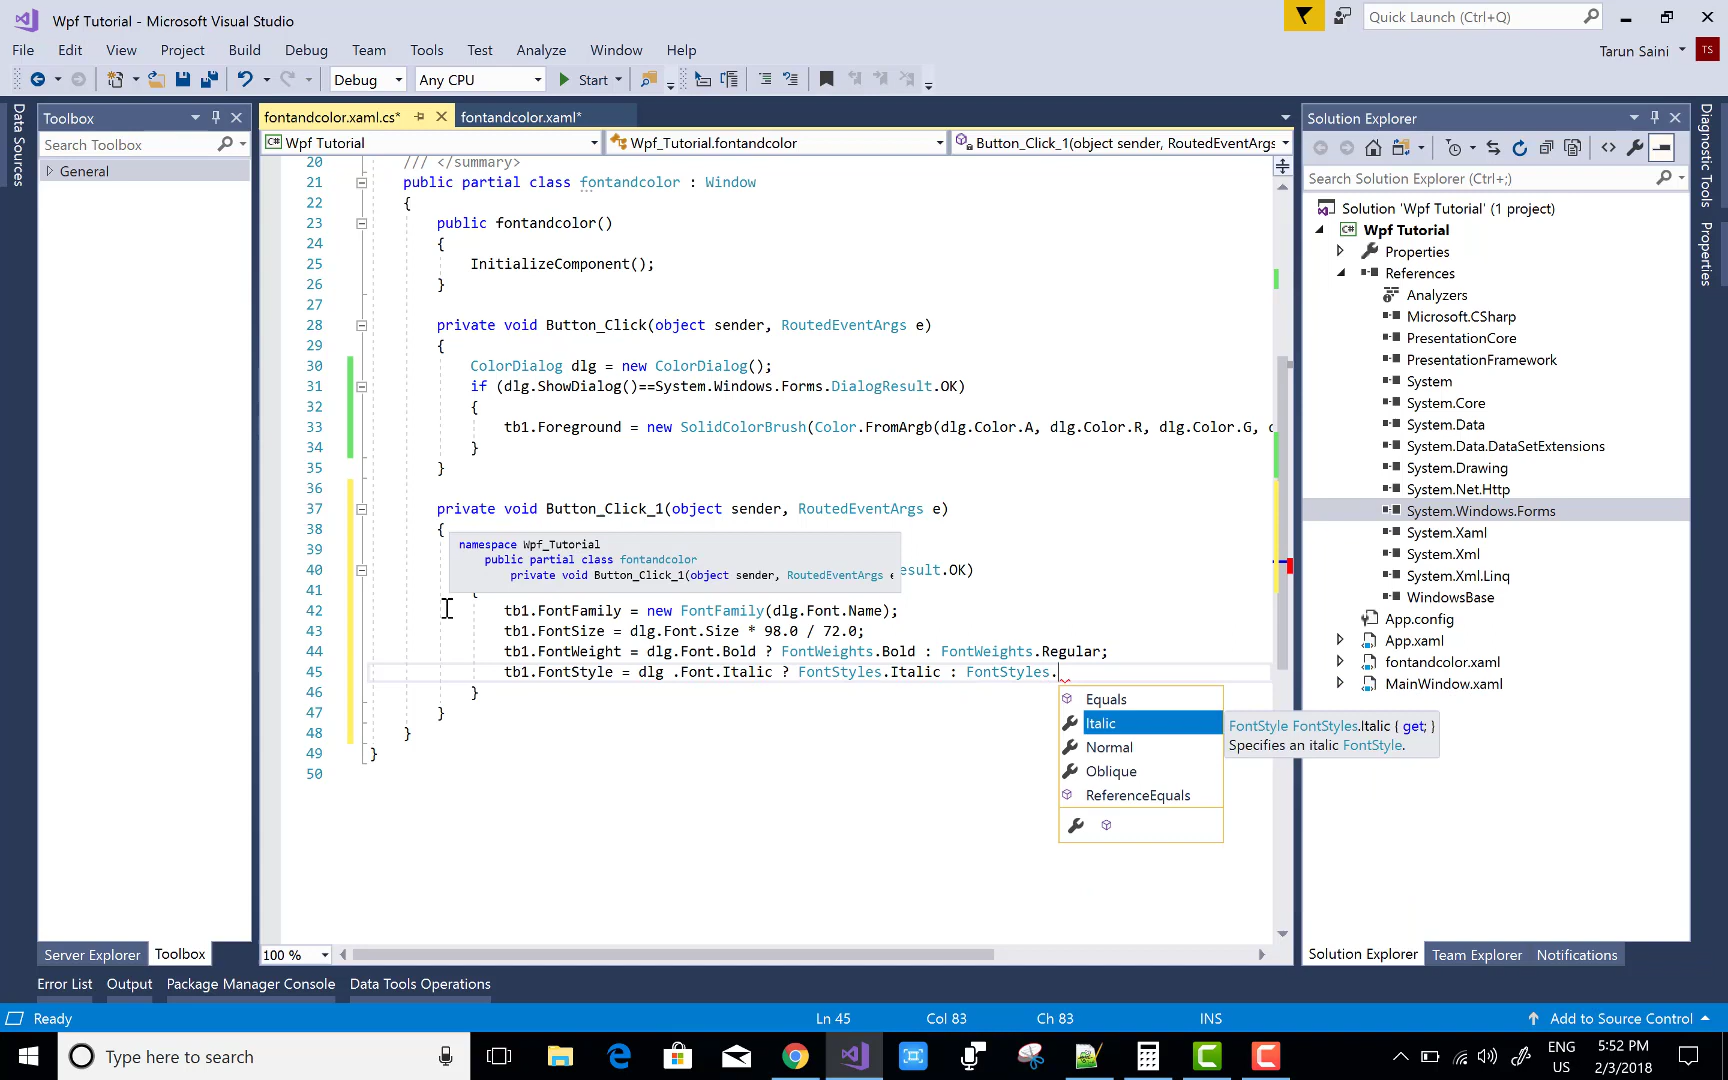 Wpf Tutorial - Microsoft Visual Studio
Quick Launch (Ctrl+Q)
File Edit View Project Build Debug Team Tools Test Analyze Window Help
Tarun Saini TS
Debug Any CPU Start
Data Sources
Toolbox
Search Toolbox
General
fontandcolor.xaml.cs* fontandcolor.xaml*
Wpf Tutorial Wpf_Tutorial.fontandcolor Button_Click_1(object sender, RoutedEventArgs
20 /// </summary>
21 public partial class fontandcolor : Window
22 {
23 public fontandcolor()
24 {
25 InitializeComponent();
26 }
27
28 private void Button_Click(object sender, RoutedEventArgs e)
29 {
30 ColorDialog dlg = new ColorDialog();
31 if (dlg.ShowDialog()==System.Windows.Forms.DialogResult.OK)
32 {
33 tb1.Foreground = new SolidColorBrush(Color.FromArgb(dlg.Color.A, dlg.Color.R, dlg.Color.G,
34 }
35 }
36
37 private void Button_Click_1(object sender, RoutedEventArgs e)
38 {
39
40 esult.OK)
41
42 tb1.FontFamily = new FontFamily(dlg.Font.Name);
43 tb1.FontSize = dlg.Font.Size * 98.0 / 72.0;
44 tb1.FontWeight = dlg.Font.Bold ? FontWeights.Bold : FontWeights.Regular;
45 tb1.FontStyle = dlg .Font.Italic ? FontStyles.Italic : FontStyles.
46 }
47 }
48 }
49 }
50
namespace Wpf_Tutorial
public partial class fontandcolor
private void Button_Click_1(object sender, RoutedEventArgs e
Equals
Italic
Normal
Oblique
ReferenceEquals
FontStyle FontStyles.Italic { get; }
Specifies an italic FontStyle.
100 %
Solution Explorer
Search Solution Explorer (Ctrl+;)
Solution 'Wpf Tutorial' (1 project)
C# Wpf Tutorial
Properties
References
Analyzers
Microsoft.CSharp
PresentationCore
PresentationFramework
System
System.Core
System.Data
System.Data.DataSetExtensions
System.Drawing
System.Net.Http
System.Windows.Forms
System.Xaml
System.Xml
System.Xml.Linq
WindowsBase
App.config
App.xaml
fontandcolor.xaml
MainWindow.xaml
Diagnostic Tools
Properties
Server Explorer Toolbox
Solution Explorer Team Explorer Notifications
Error List Output Package Manager Console Data Tools Operations
Ready Ln 45 Col 83 Ch 83 INS Add to Source Control
Type here to search
ENG
US
5:52 PM
2/3/2018